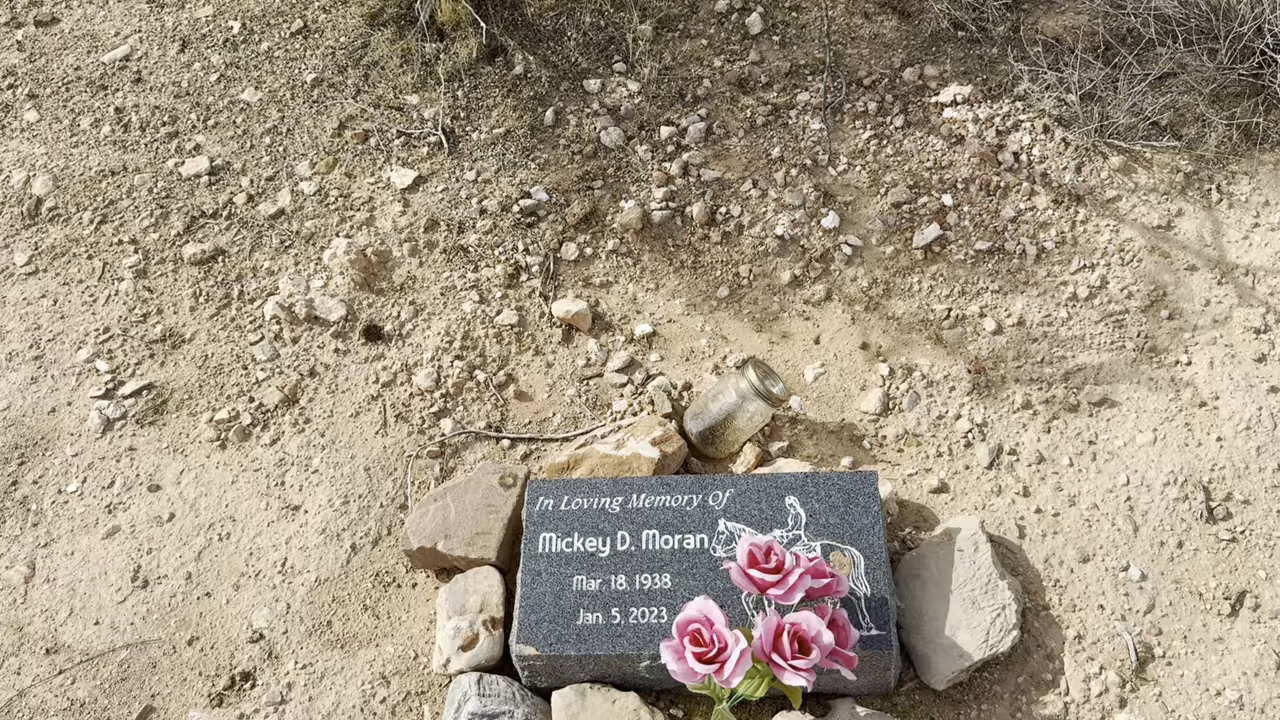 In Loving Memory Of
Mickey D. Moran
Mar. 18, 1938
Jan. 5, 2023